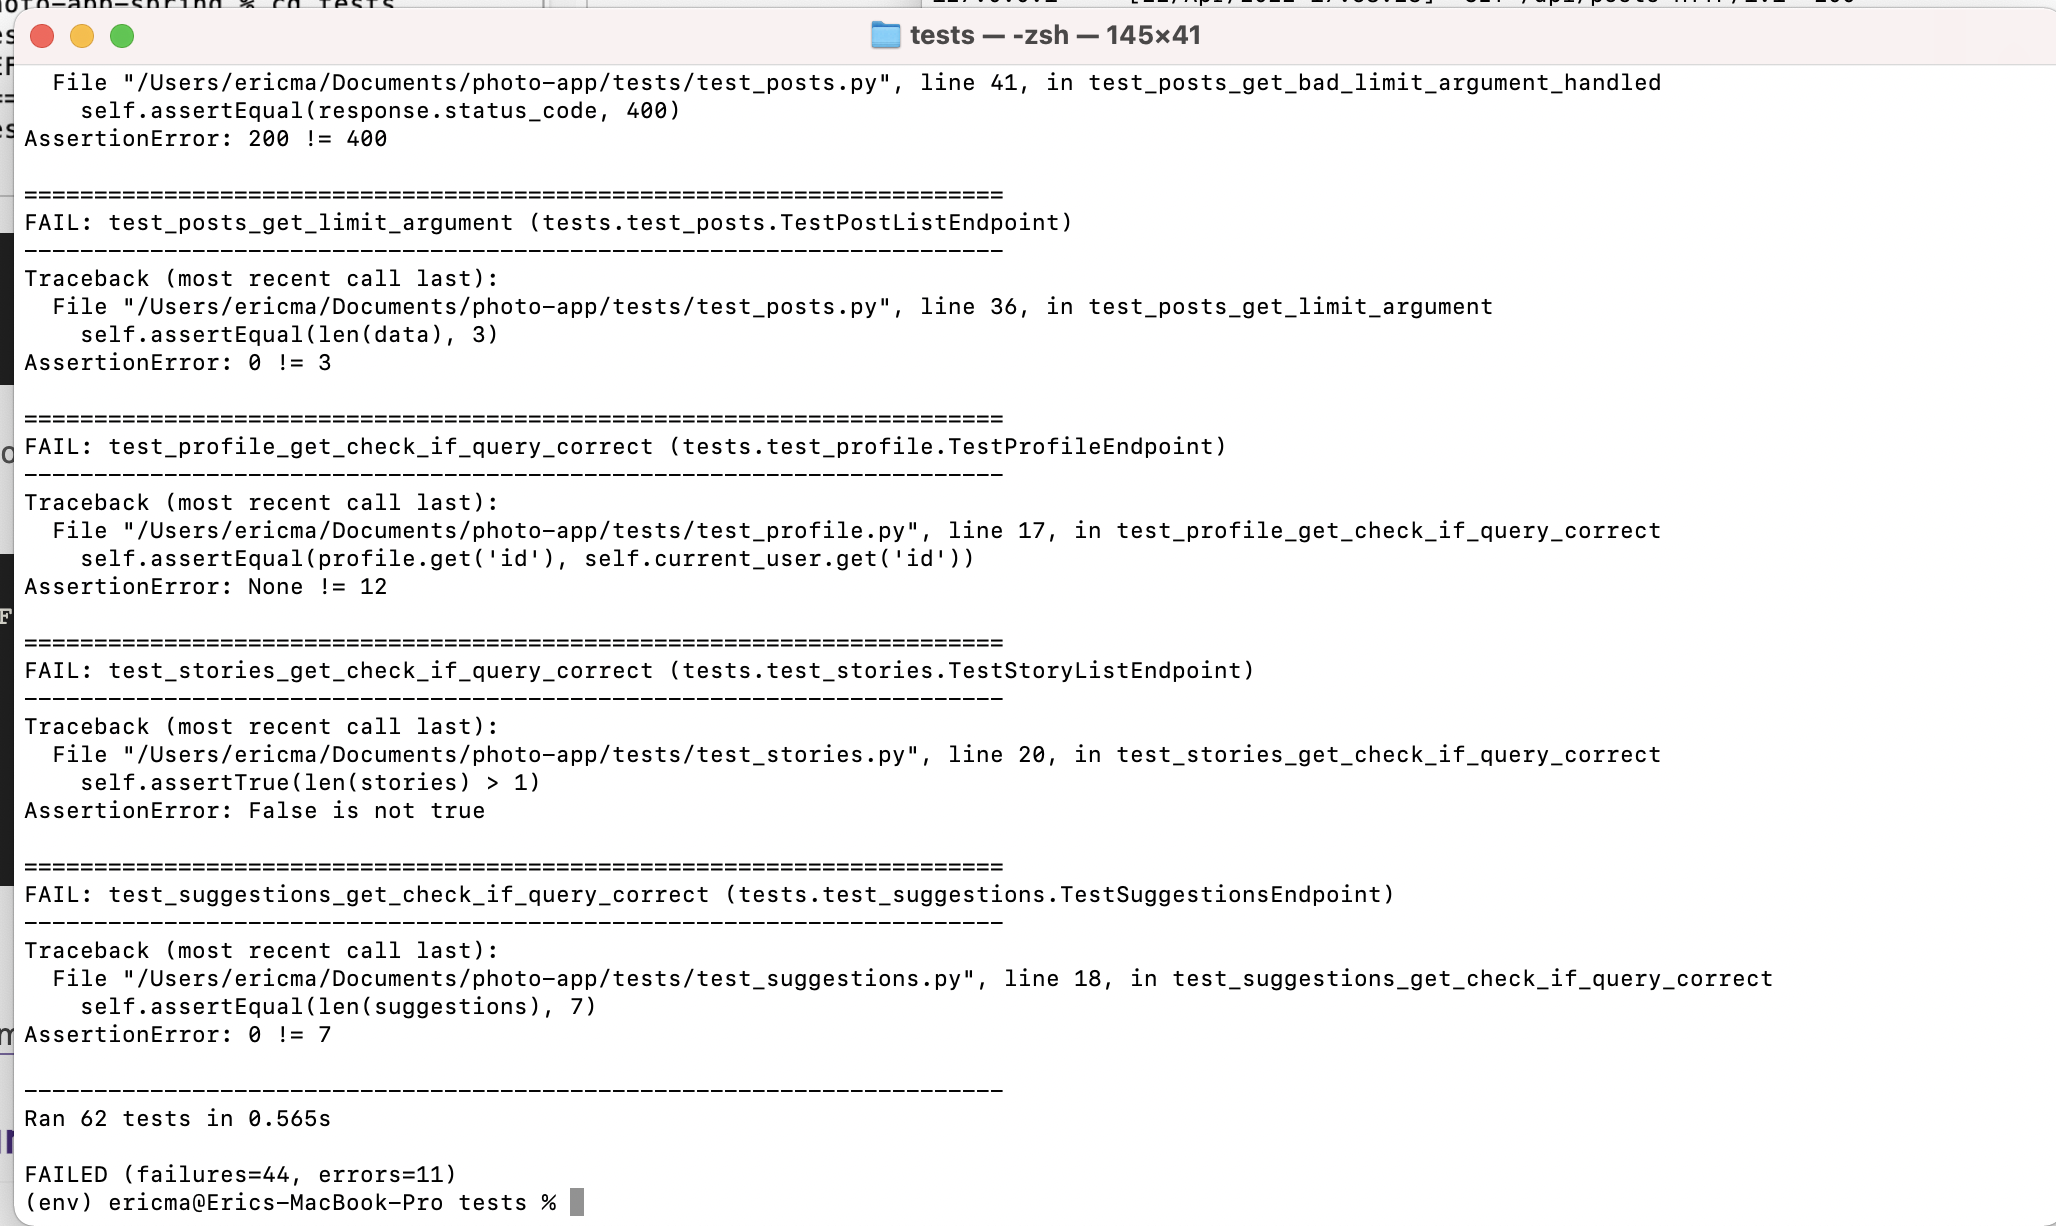 tests — -zsh — 145×41
  File "/Users/ericma/Documents/photo-app/tests/test_posts.py", line 41, in test_posts_get_bad_limit_argument_handled
    self.assertEqual(response.status_code, 400)
AssertionError: 200 != 400
======================================================================
FAIL: test_posts_get_limit_argument (tests.test_posts.TestPostListEndpoint)
----------------------------------------------------------------------
Traceback (most recent call last):
  File "/Users/ericma/Documents/photo-app/tests/test_posts.py", line 36, in test_posts_get_limit_argument
    self.assertEqual(len(data), 3)
AssertionError: 0 != 3
======================================================================
FAIL: test_profile_get_check_if_query_correct (tests.test_profile.TestProfileEndpoint)
----------------------------------------------------------------------
Traceback (most recent call last):
  File "/Users/ericma/Documents/photo-app/tests/test_profile.py", line 17, in test_profile_get_check_if_query_correct
    self.assertEqual(profile.get('id'), self.current_user.get('id'))
AssertionError: None != 12
======================================================================
FAIL: test_stories_get_check_if_query_correct (tests.test_stories.TestStoryListEndpoint)
----------------------------------------------------------------------
Traceback (most recent call last):
  File "/Users/ericma/Documents/photo-app/tests/test_stories.py", line 20, in test_stories_get_check_if_query_correct
    self.assertTrue(len(stories) > 1)
AssertionError: False is not true
======================================================================
FAIL: test_suggestions_get_check_if_query_correct (tests.test_suggestions.TestSuggestionsEndpoint)
----------------------------------------------------------------------
Traceback (most recent call last):
  File "/Users/ericma/Documents/photo-app/tests/test_suggestions.py", line 18, in test_suggestions_get_check_if_query_correct
    self.assertEqual(len(suggestions), 7)
AssertionError: 0 != 7
----------------------------------------------------------------------
Ran 62 tests in 0.565s
FAILED (failures=44, errors=11)
(env) ericma@Erics-MacBook-Pro tests %